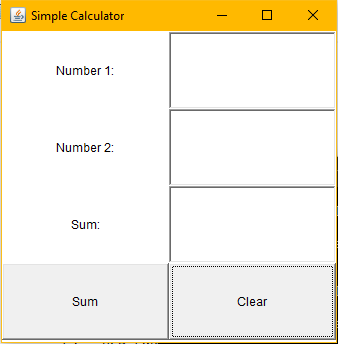 Simple Calculator
Number 1:
Number 2:
Sum:
Sum Clear